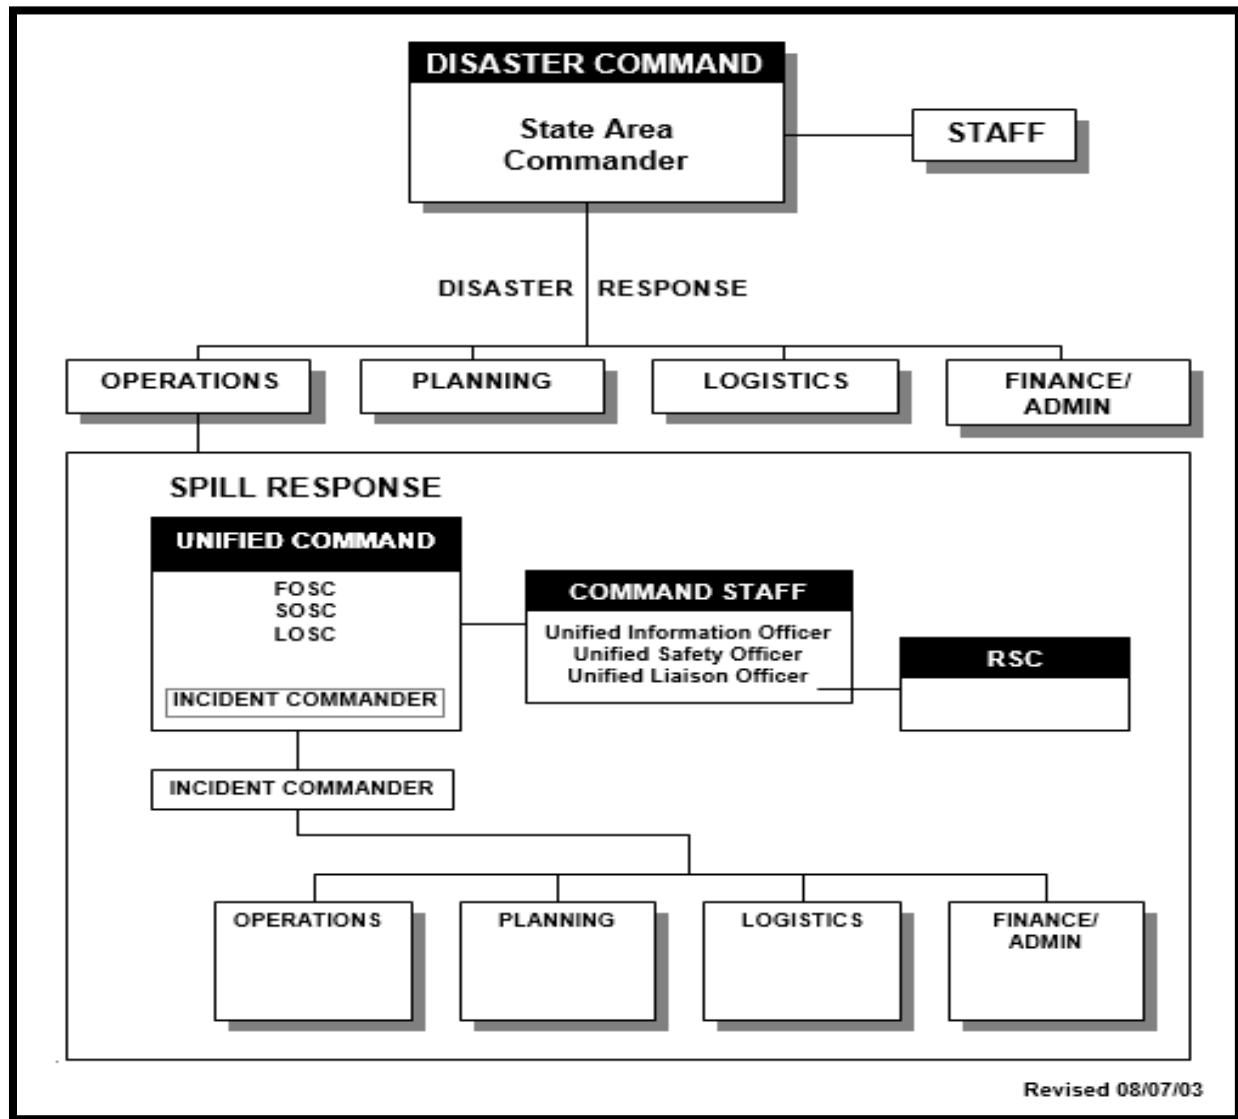 DISASTER COMMAND
State Area
Commander
STAFF
DISASTER RESPONSE
OPERATIONS
PLANNING
LOGISTICS
FINANCE/
ADMIN
SPILL RESPONSE
UNIFIED COMMAND
FOSC
SOSC
LOSC
INCIDENT COMMANDER
COMMAND STAFF
Unified Information Officer
Unified Safety Officer
Unified Liaison Officer
RSC
INCIDENT COMMANDER
OPERATIONS
PLANNING
LOGISTICS
FINANCE/
ADMIN
Revised 08/07/03